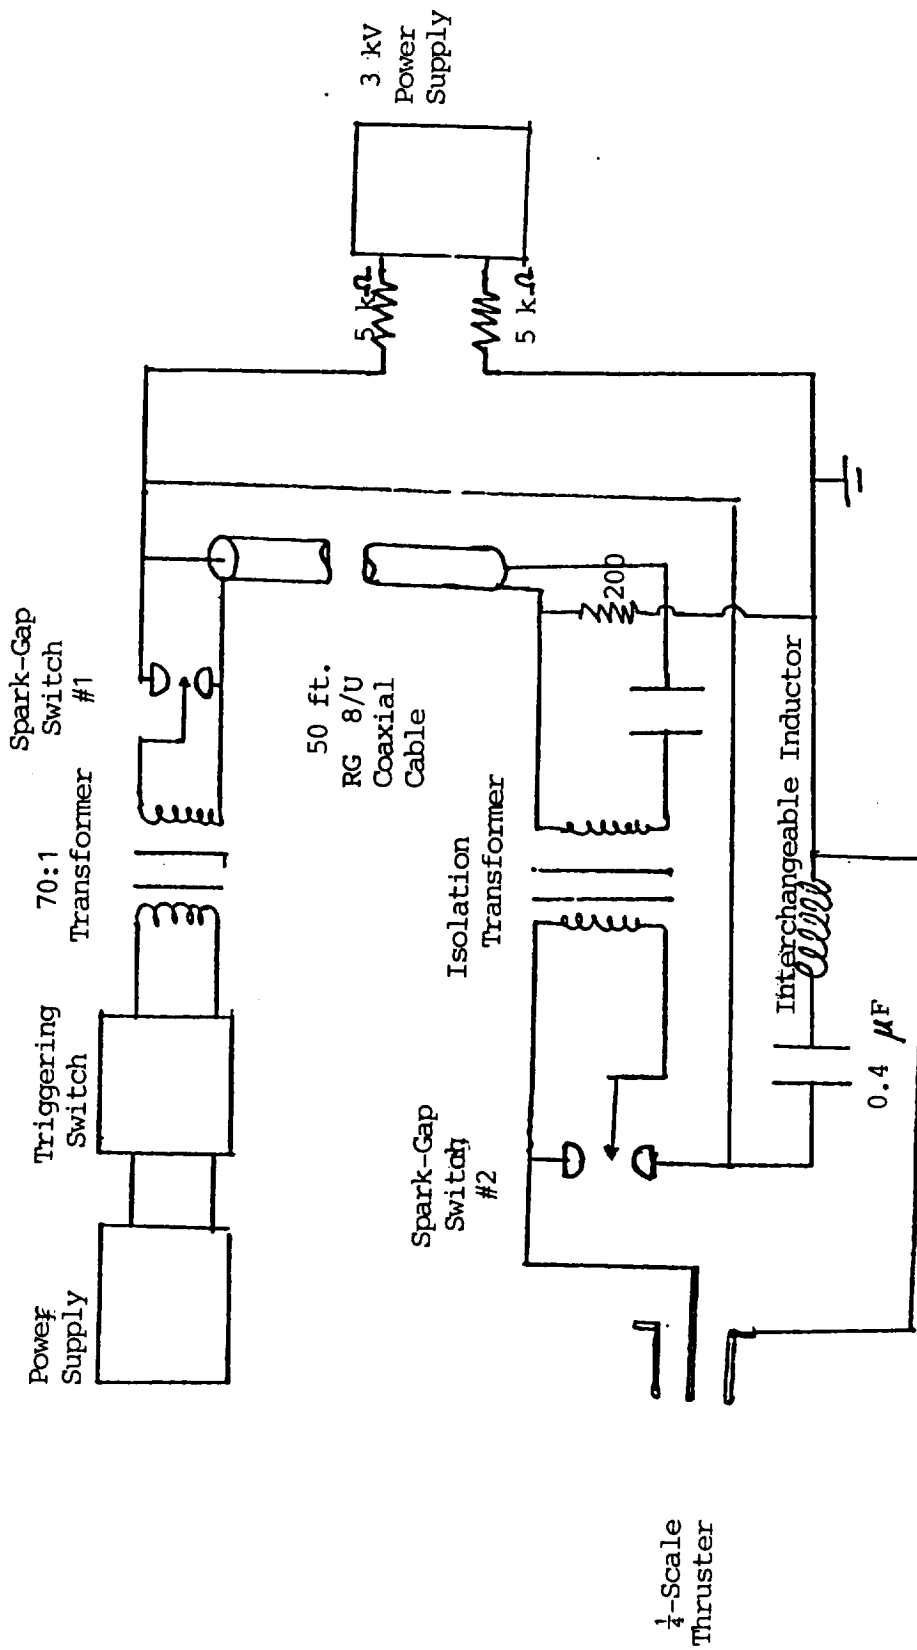 Power
Supply
Triggering
Switch
70:1
Transformer
Spark-Gap
Switch
#1
3 kV
Power
Supply
5 kΩ
5 kΩ
50 ft.
RG 8/U
Coaxial
Cable
200
Isolation
Transformer
Spark-Gap
Switch
#2
Interchangeable Inductor
0.4 μF
¼-Scale
Thruster